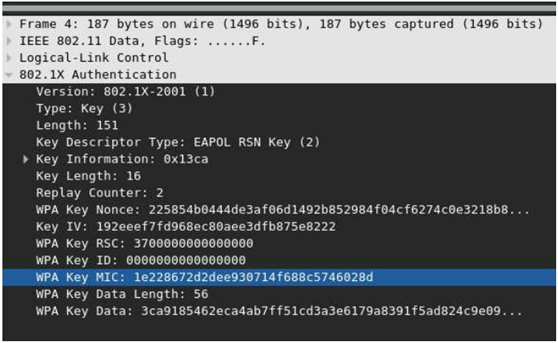 Frame 4: 187 bytes on wire (1496 bits), 187 bytes captured (1496 bits)
IEEE 802.11 Data, Flags: ......F.
Logical-Link Control
802.1X Authentication
Version: 802.1X-2001 (1)
Type: Key (3)
Length: 151
Key Descriptor Type: EAPOL RSN Key (2)
Key Information: 0x13ca
Key Length: 16
Replay Counter: 2
WPA Key Nonce: 225854b0444de3af06d1492b852984f04cf6274c0e3218b8...
Key IV: 192eeef7fd968ec80aee3dfb875e8222
WPA Key RSC: 3700000000000000
WPA Key ID: 0000000000000000
WPA Key MIC: 1e228672d2dee930714f688c5746028d
WPA Key Data Length: 56
WPA Key Data: 3ca9185462eca4ab7ff51cd3a3e6179a8391f5ad824c9e09...